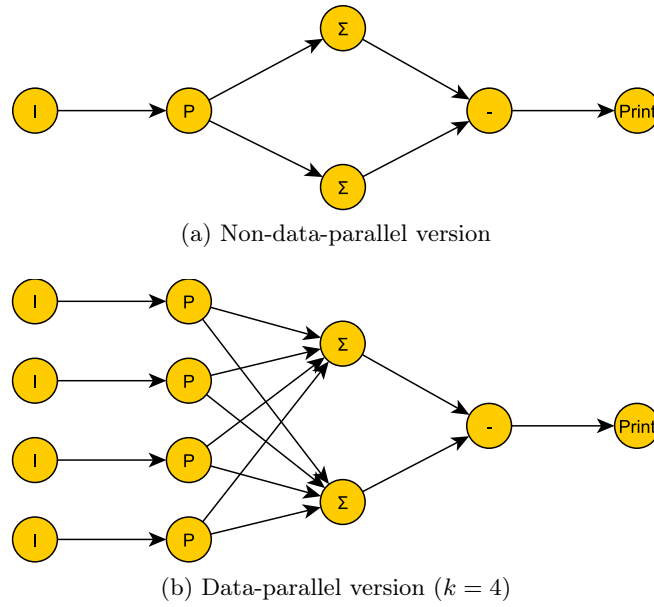 Σ
I P - Print
Σ
(a) Non-data-parallel version
I P
Σ
I P
- Print
I P
Σ
I P
(b) Data-parallel version (k = 4)